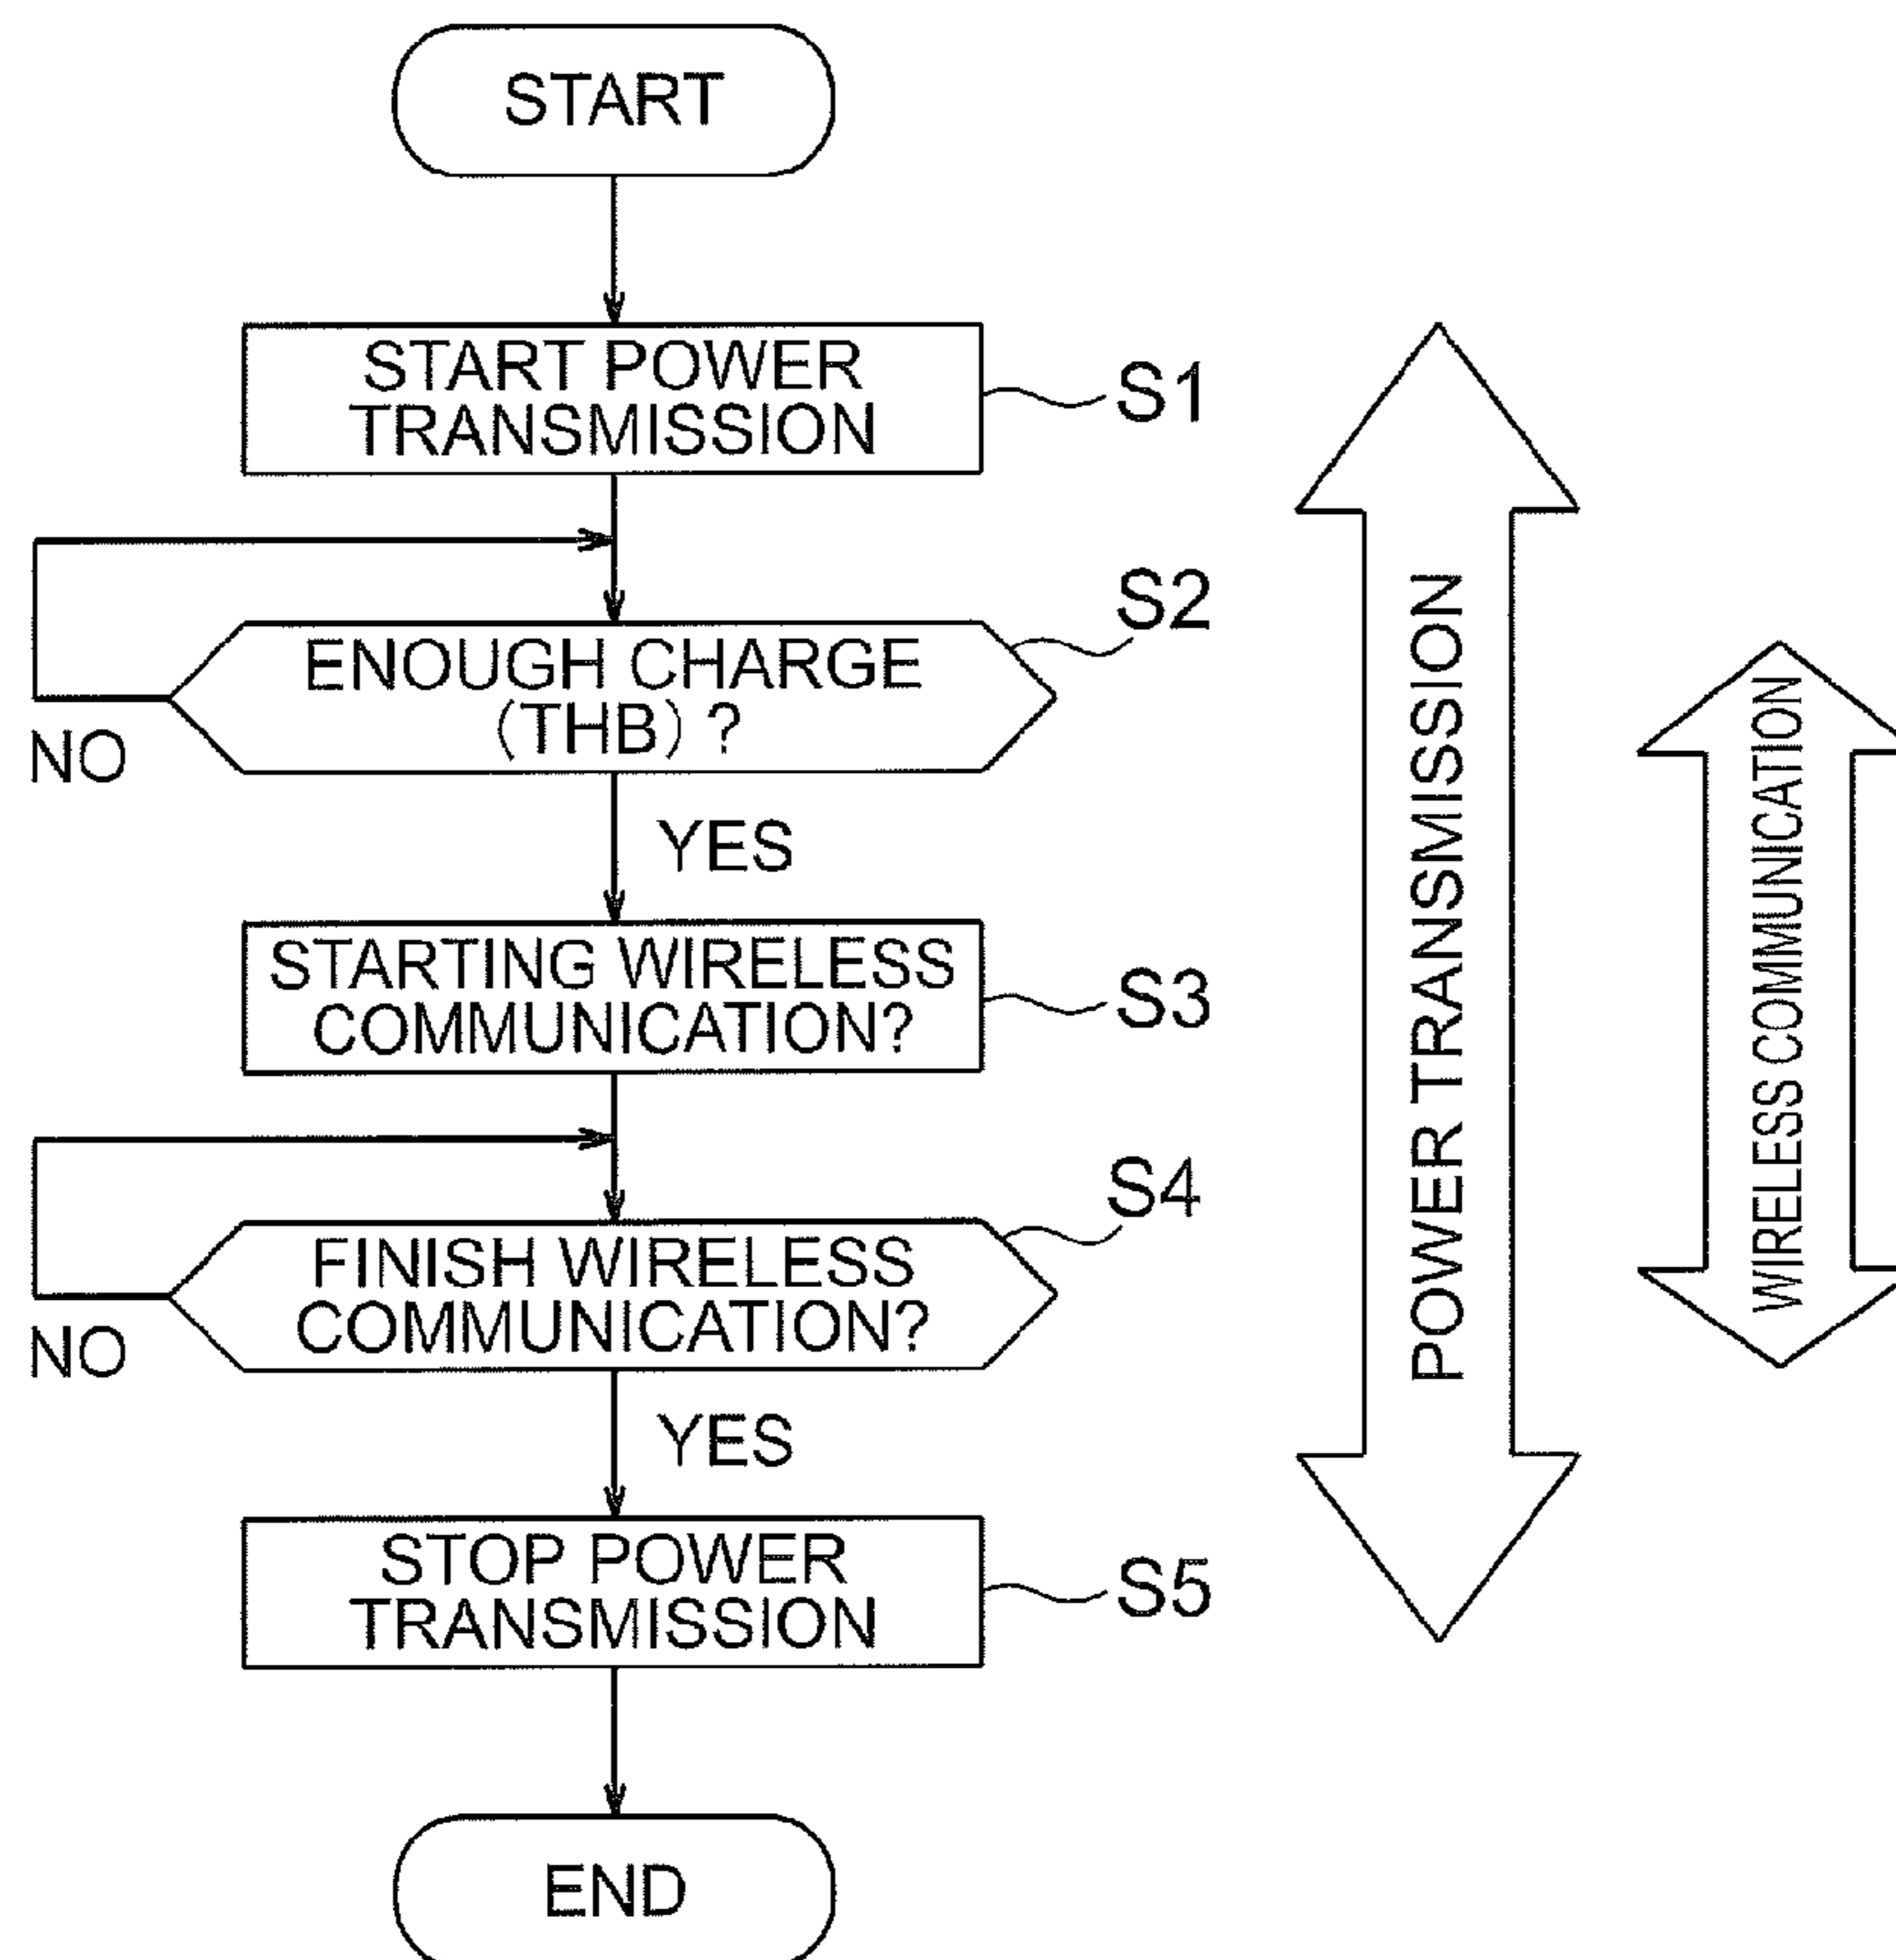 START
START POWER
TRANSMISSION
S1
ENOUGH CHARGE
(THB) ?
S2
NO
YES
STARTING WIRELESS
COMMUNICATION?
S3
FINISH WIRELESS
COMMUNICATION?
S4
NO
YES
STOP POWER
TRANSMISSION
S5
END
POWER TRANSMISSION
WIRELESS COMMUNICATION